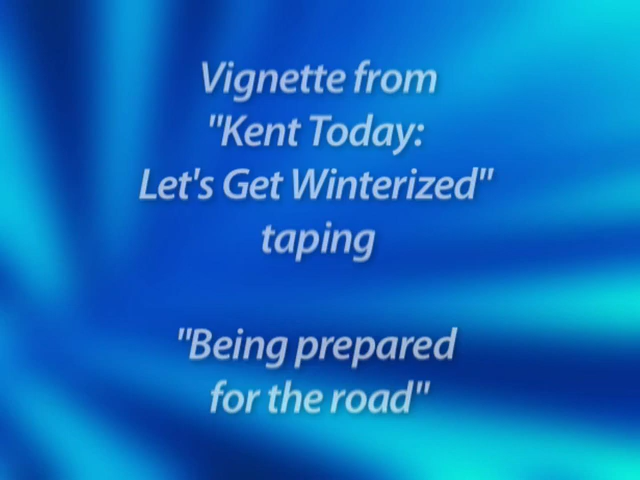 Vignette from
"Kent Today:
Let's Get Winterized"
taping
"Being prepared
for the road"